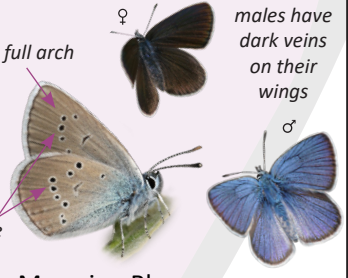 ♀
males have
dark veins
on their
wings
full arch
♂